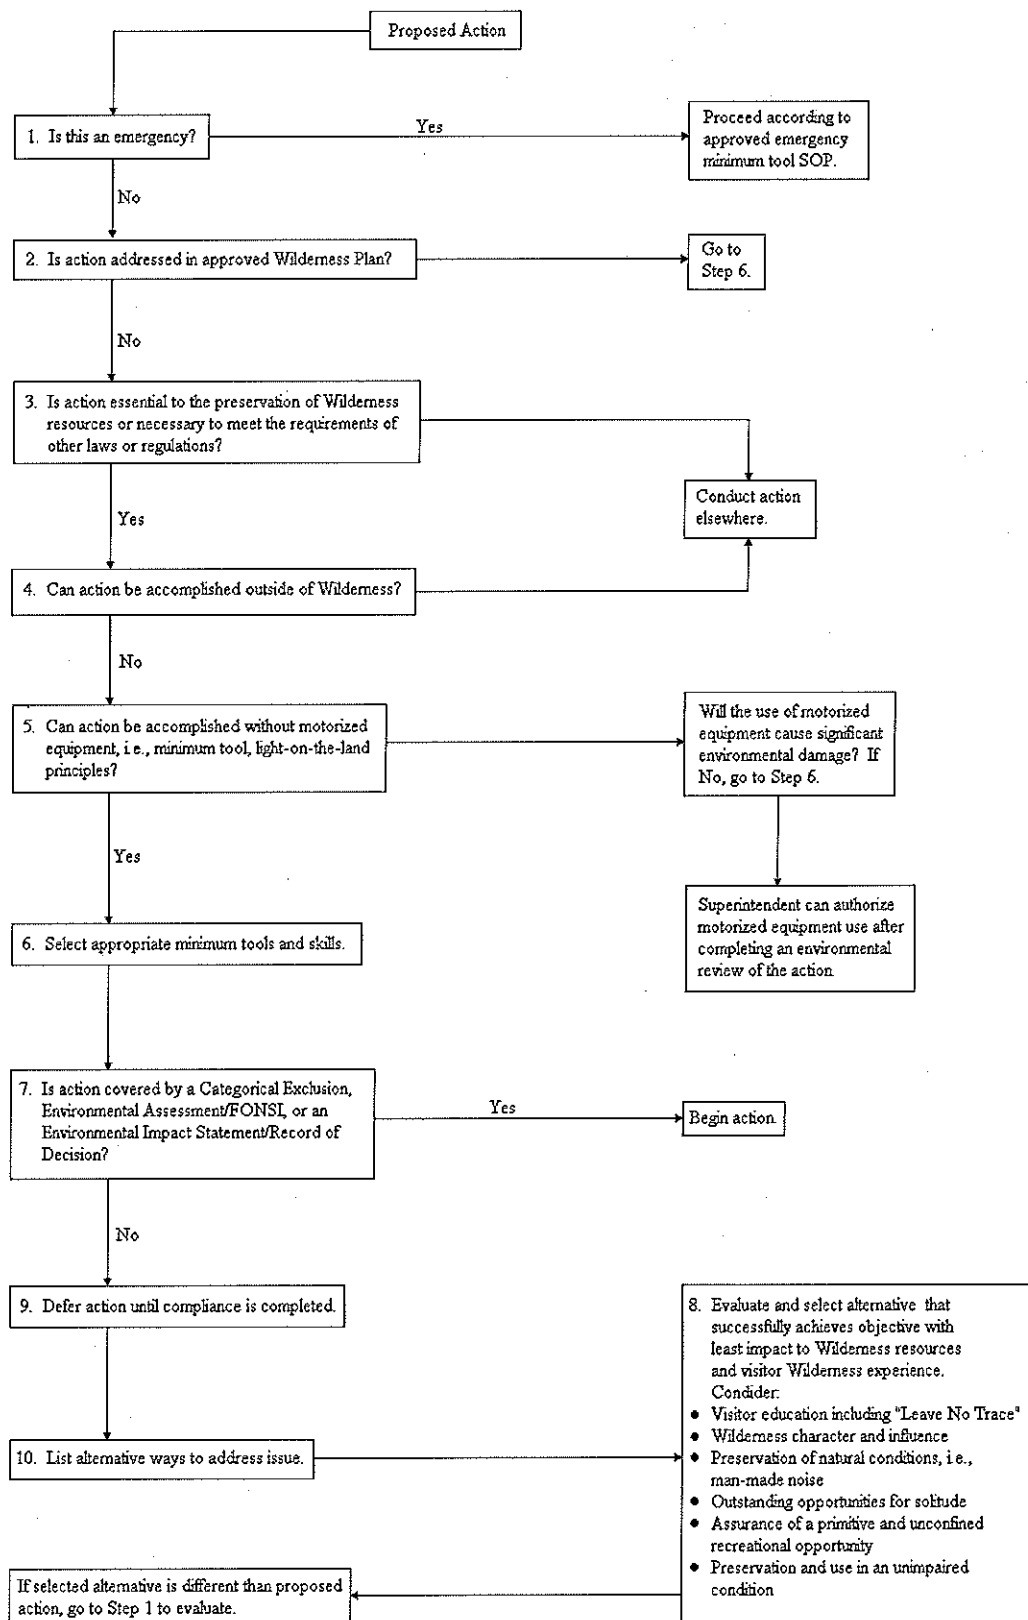 Proposed Action
1. Is this an emergency?
Yes
Proceed according to
approved emergency
minimum tool SOP.
No
2. Is action addressed in approved Wilderness Plan?
Go to
Step 6.
No
3. Is action essential to the preservation of Wilderness
resources or necessary to meet the requirements of
other laws or regulations?
Conduct action
elsewhere.
Yes
4. Can action be accomplished outside of Wilderness?
No
5. Can action be accomplished without motorized
equipment, i.e., minimum tool, light-on-the-land
principles?
Will the use of motorized
equipment cause significant
environmental damage? If
No, go to Step 6.
Yes
Superintendent can authorize
motorized equipment use after
completing an environmental
review of the action
6. Select appropriate minimum tools and skills.
7. Is action covered by a Categorical Exclusion,
Environmental Assessment/FONSI, or an
Environmental Impact Statement/Record of
Decision?
Yes
Begin action
No
9. Defer action until compliance is completed.
8. Evaluate and select alternative that
successfully achieves objective with
least impact to Wilderness resources
and visitor Wilderness experience.
Condider:
• Visitor education including "Leave No Trace"
• Wilderness character and influence
• Preservation of natural conditions, i.e.,
man-made noise
• Outstanding opportunities for solitude
• Assurance of a primitive and unconfined
recreational opportunity
• Preservation and use in an unimpaired
condition
10. List alternative ways to address issue.
If selected alternative is different than proposed
action, go to Step 1 to evaluate.